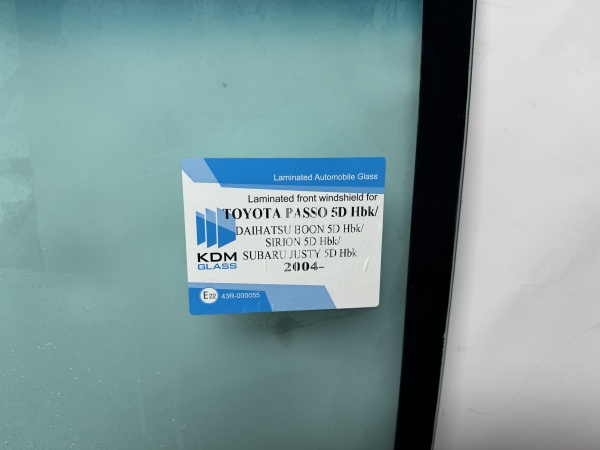 Laminated Automobile Glass
Laminated front windshield for
TOYOTA PASSO 5D Hbk/
DAIHATSU BOON 5D Hbk/
SIRION 5D Hbk/
SUBARU JUSTY 5D Hbk
2004-
KDM
GLASS
E22 43R-000055